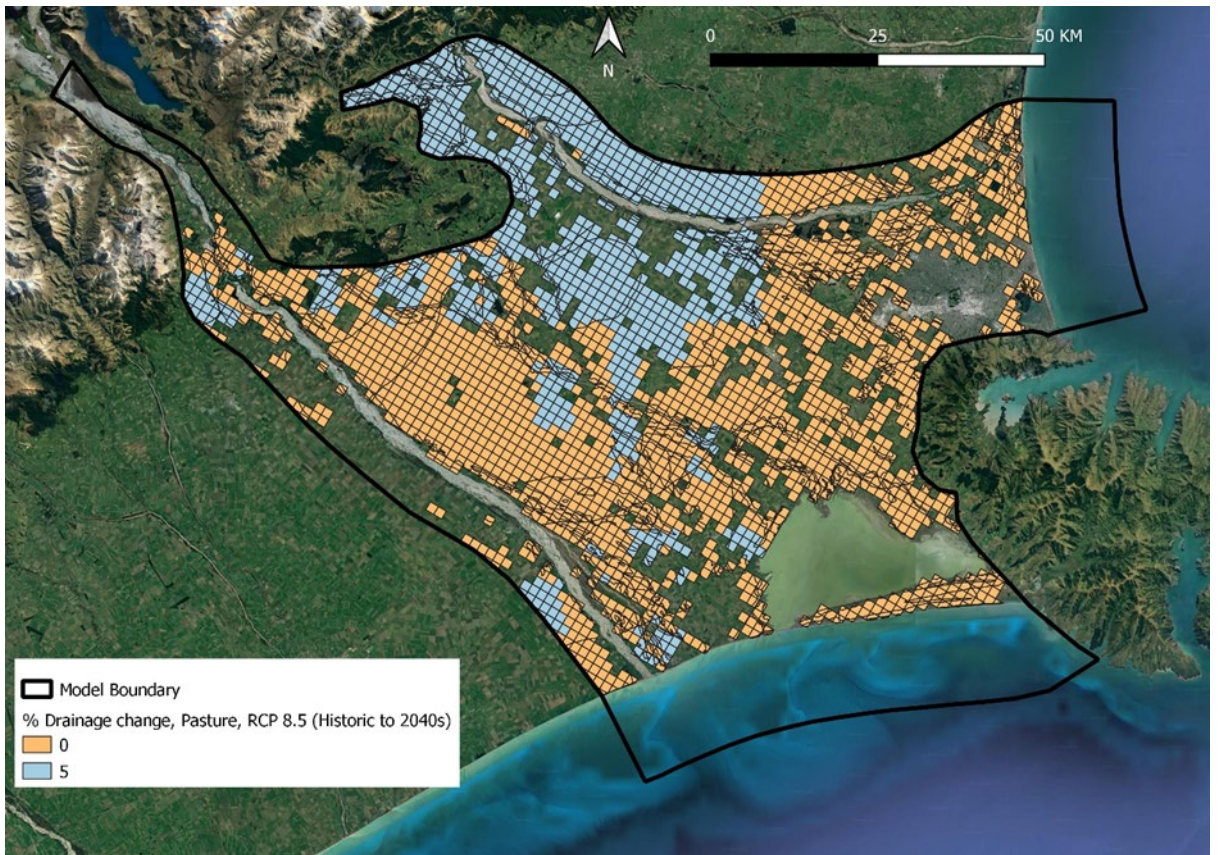 0 25 50 KM
N
Model Boundary
% Drainage change, Pasture, RCP 8.5 (Historic to 2040s)
0
5